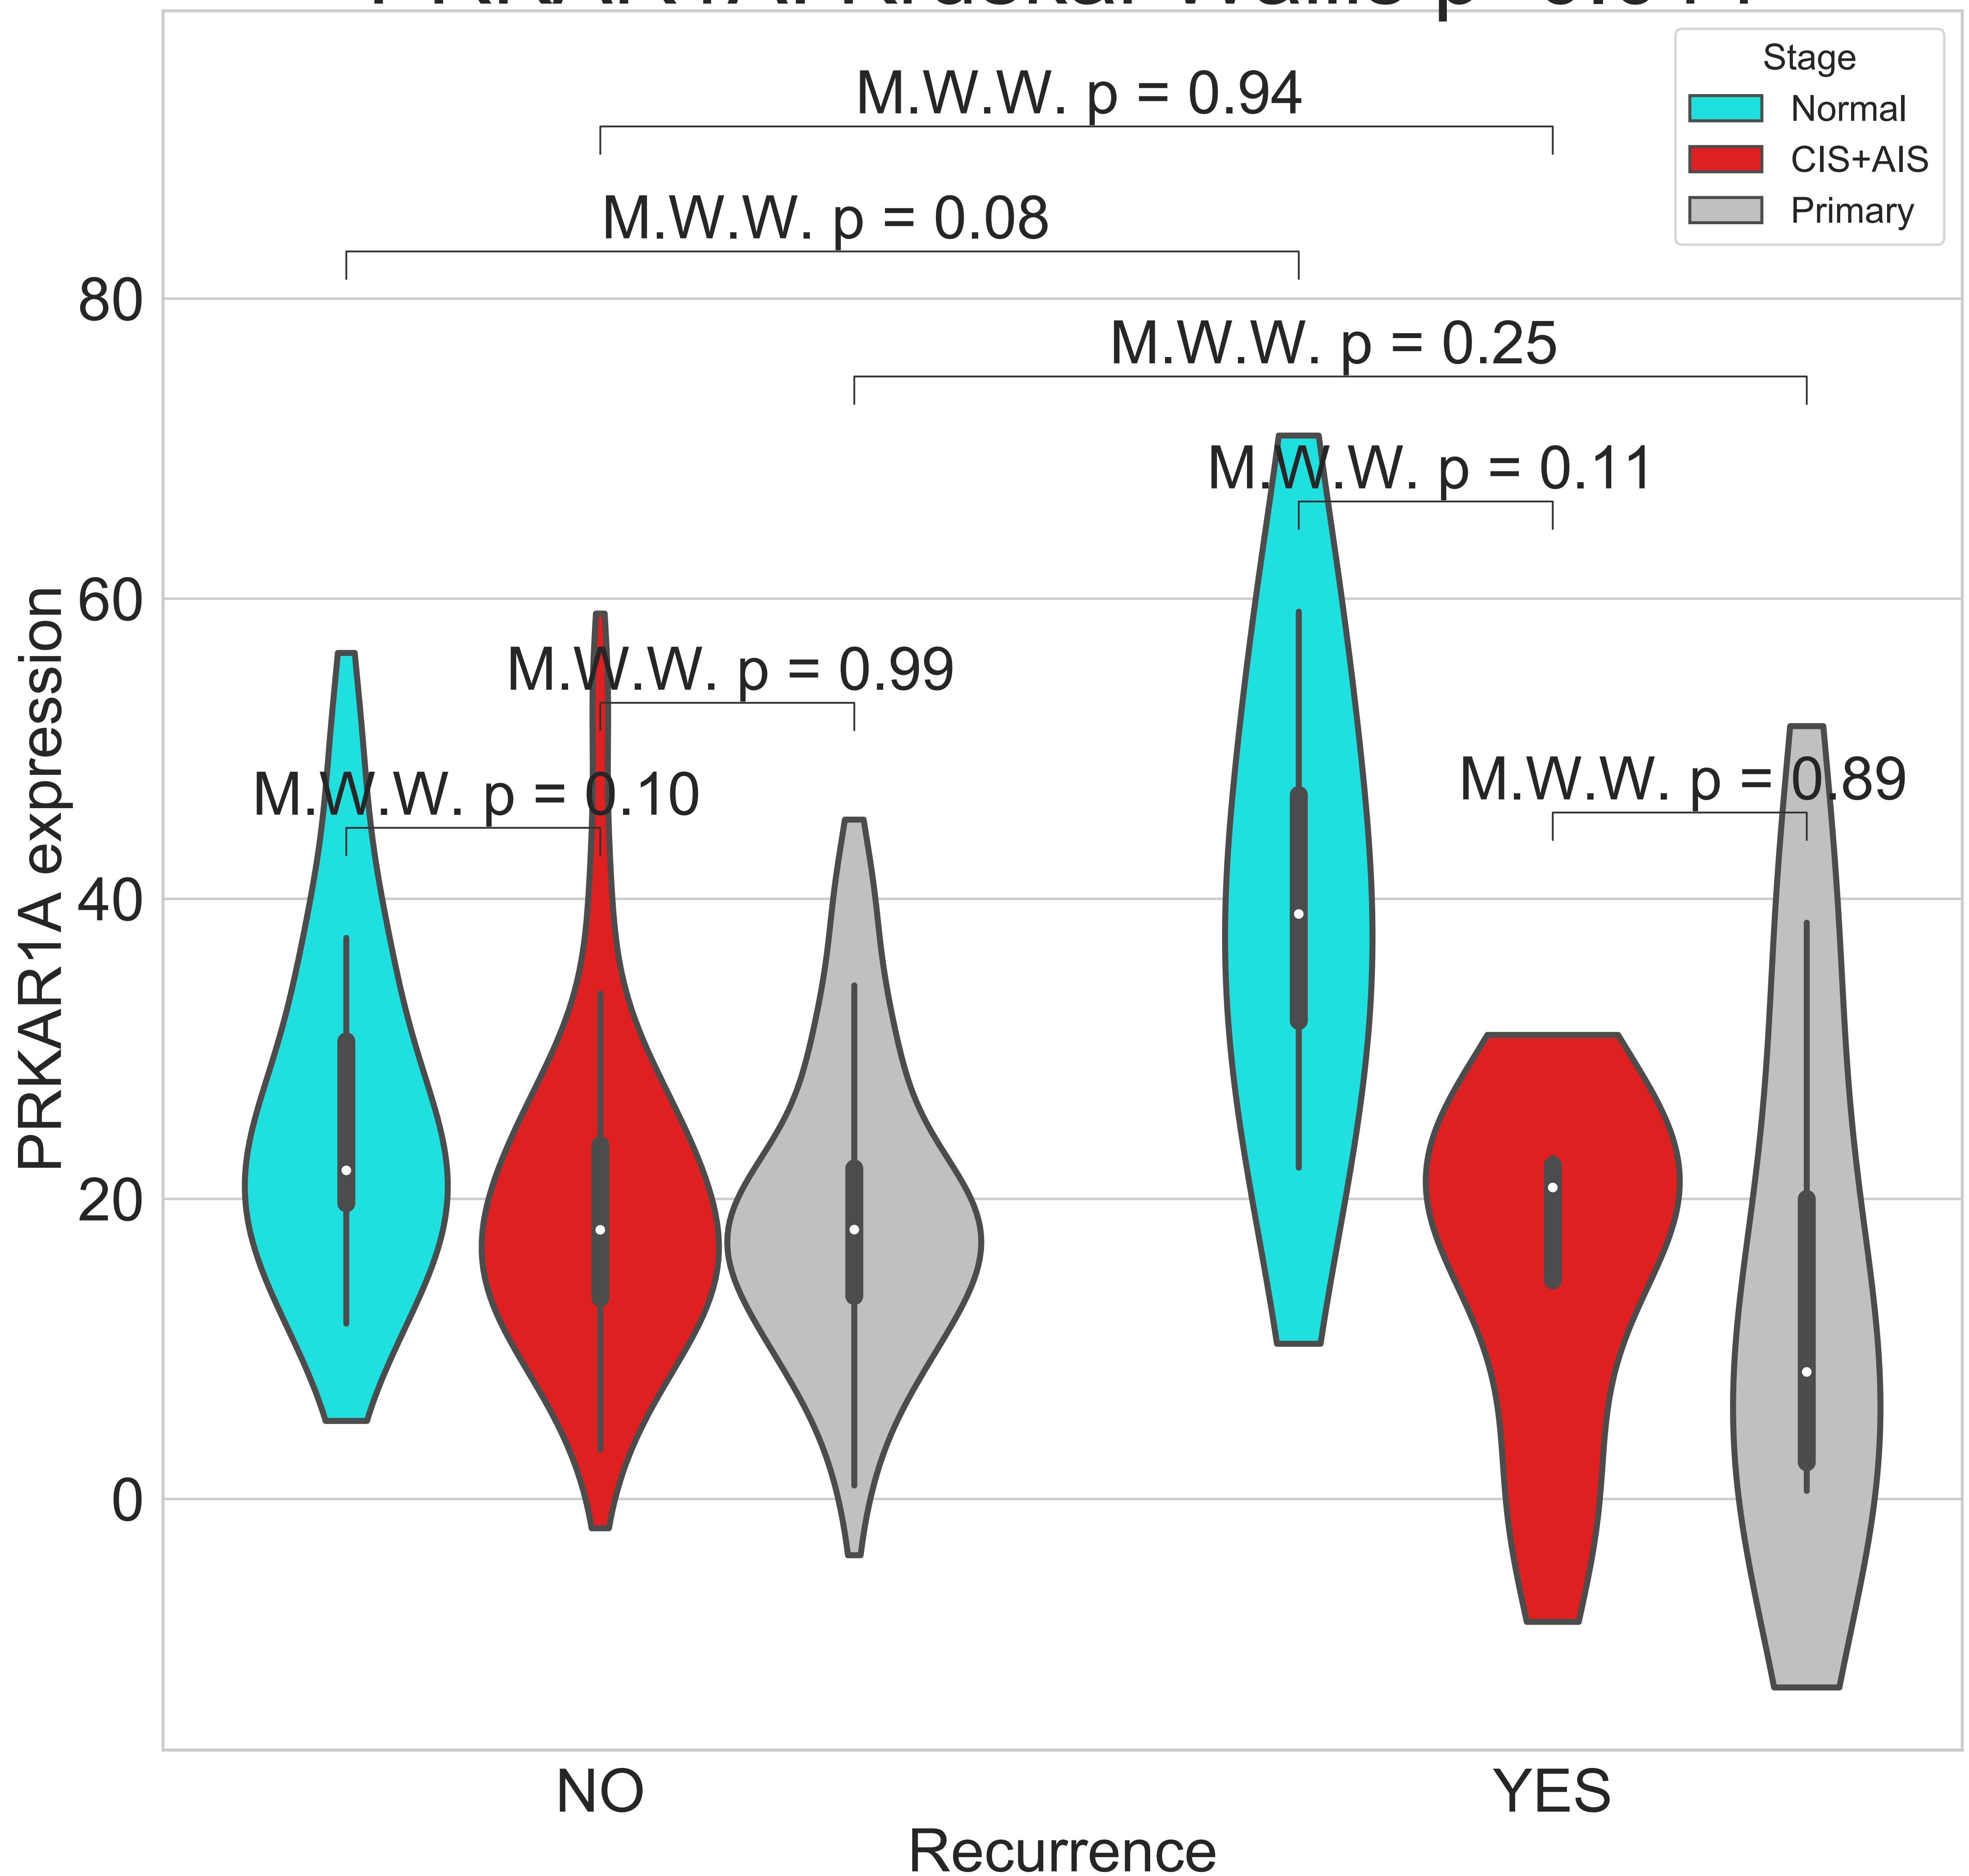 Stage
Normal
CIS+AIS
Primary
M.W.W. p = 0.94
M.W.W. p = 0.08
M.W.W. p = 0.25
M.W.W. p = 0.11
M.W.W. p = 0.99
M.W.W. p = 0.10
M.W.W. p = 0.89
PRKAR1A expression
80
60
40
20
0
NO
YES
Recurrence